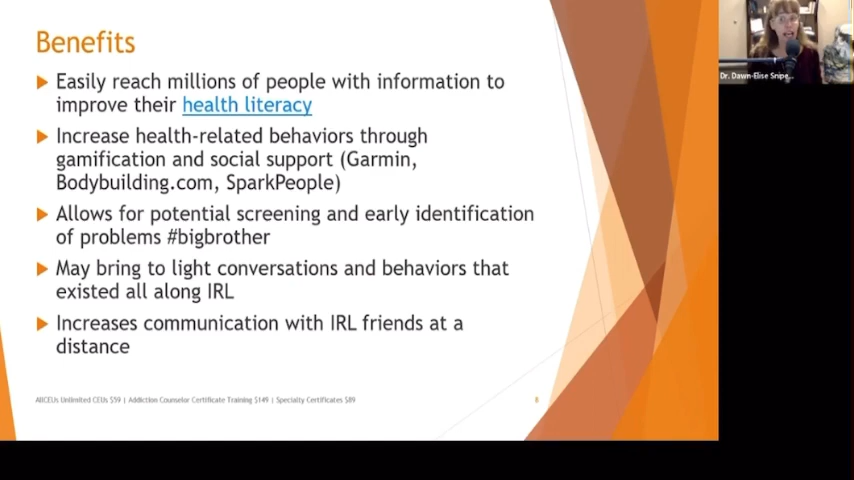 Benefits
Easily reach millions of people with information to
improve their health literacy
Increase health-related behaviors through
gamification and social support (Garmin,
Bodybuilding.com, SparkPeople)
Allows for potential screening and early identification
of problems #bigbrother
May bring to light conversations and behaviors that
existed all along IRL
Increases communication with IRL friends at a
distance
AllCEUs Unlimited CEUs $59 | Addiction Counselor Certificate Training $149 | Specialty Certificates $89
8
Dr. Dawn-Elise Snipe...